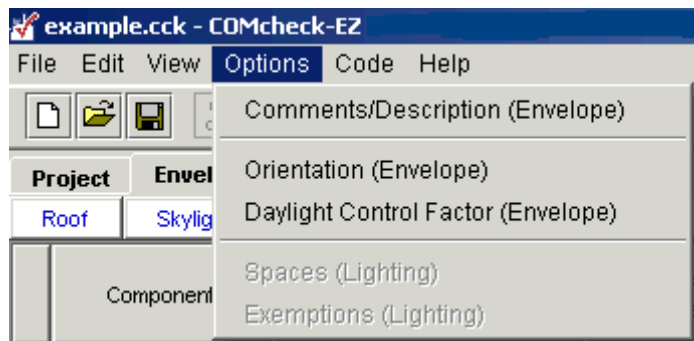 example.cck - COMcheck-EZ
File Edit View Options Code Help
Comments/Description (Envelope)
Project Envel Orientation (Envelope)
Roof Skylig Daylight Control Factor (Envelope)
Spaces (Lighting)
Component Exemptions (Lighting)